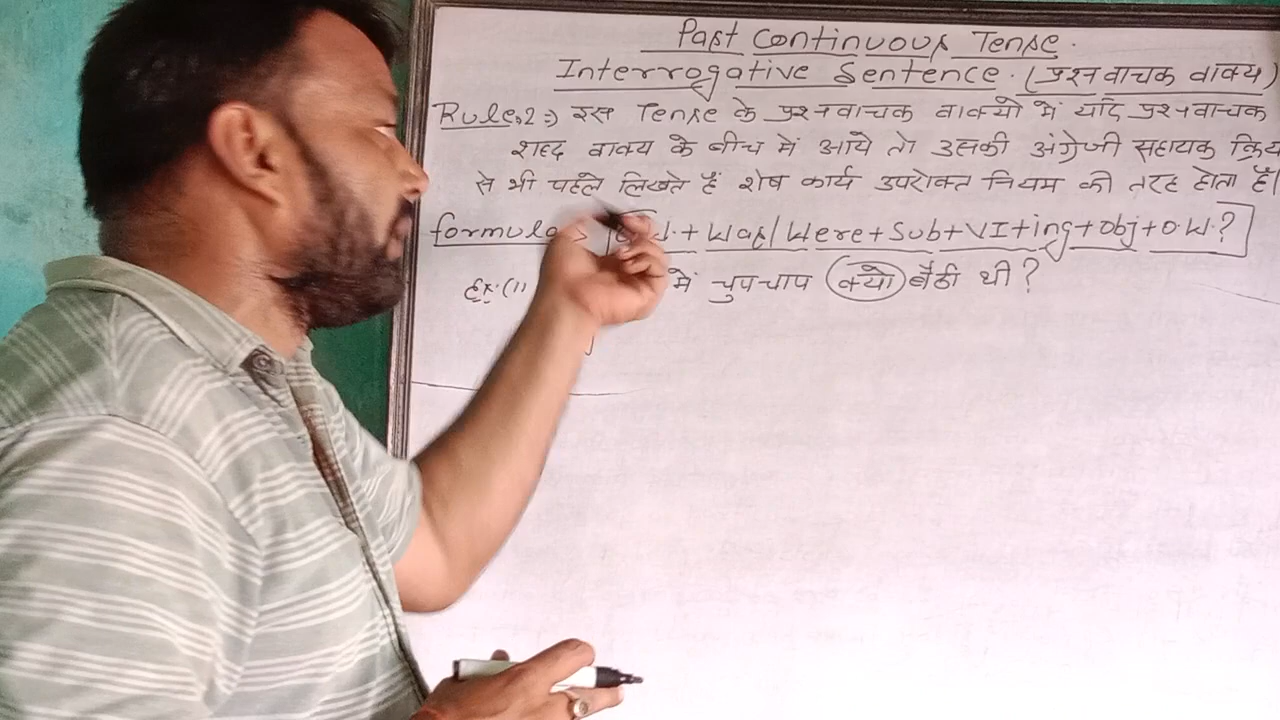 Past Continuous Tense.
Interrogative Sentence. (प्रश्नवाचक वाक्य)
Rule.2 :) इस Tense के प्रश्नवाचक वाक्यो में यदि प्रश्नवाचक
शब्द वाक्य के बीच में आये तो उसकी अंग्रेजी सहायक क्रिय
से भी पहले लिखते हैं शेष कार्य उपरोक्त नियम की तरह होता है।
formula + Was/Were+Sub+VI+ing+Obj+O.W.?
Ex.(1) में चुपचाप क्यो बैठी थी?